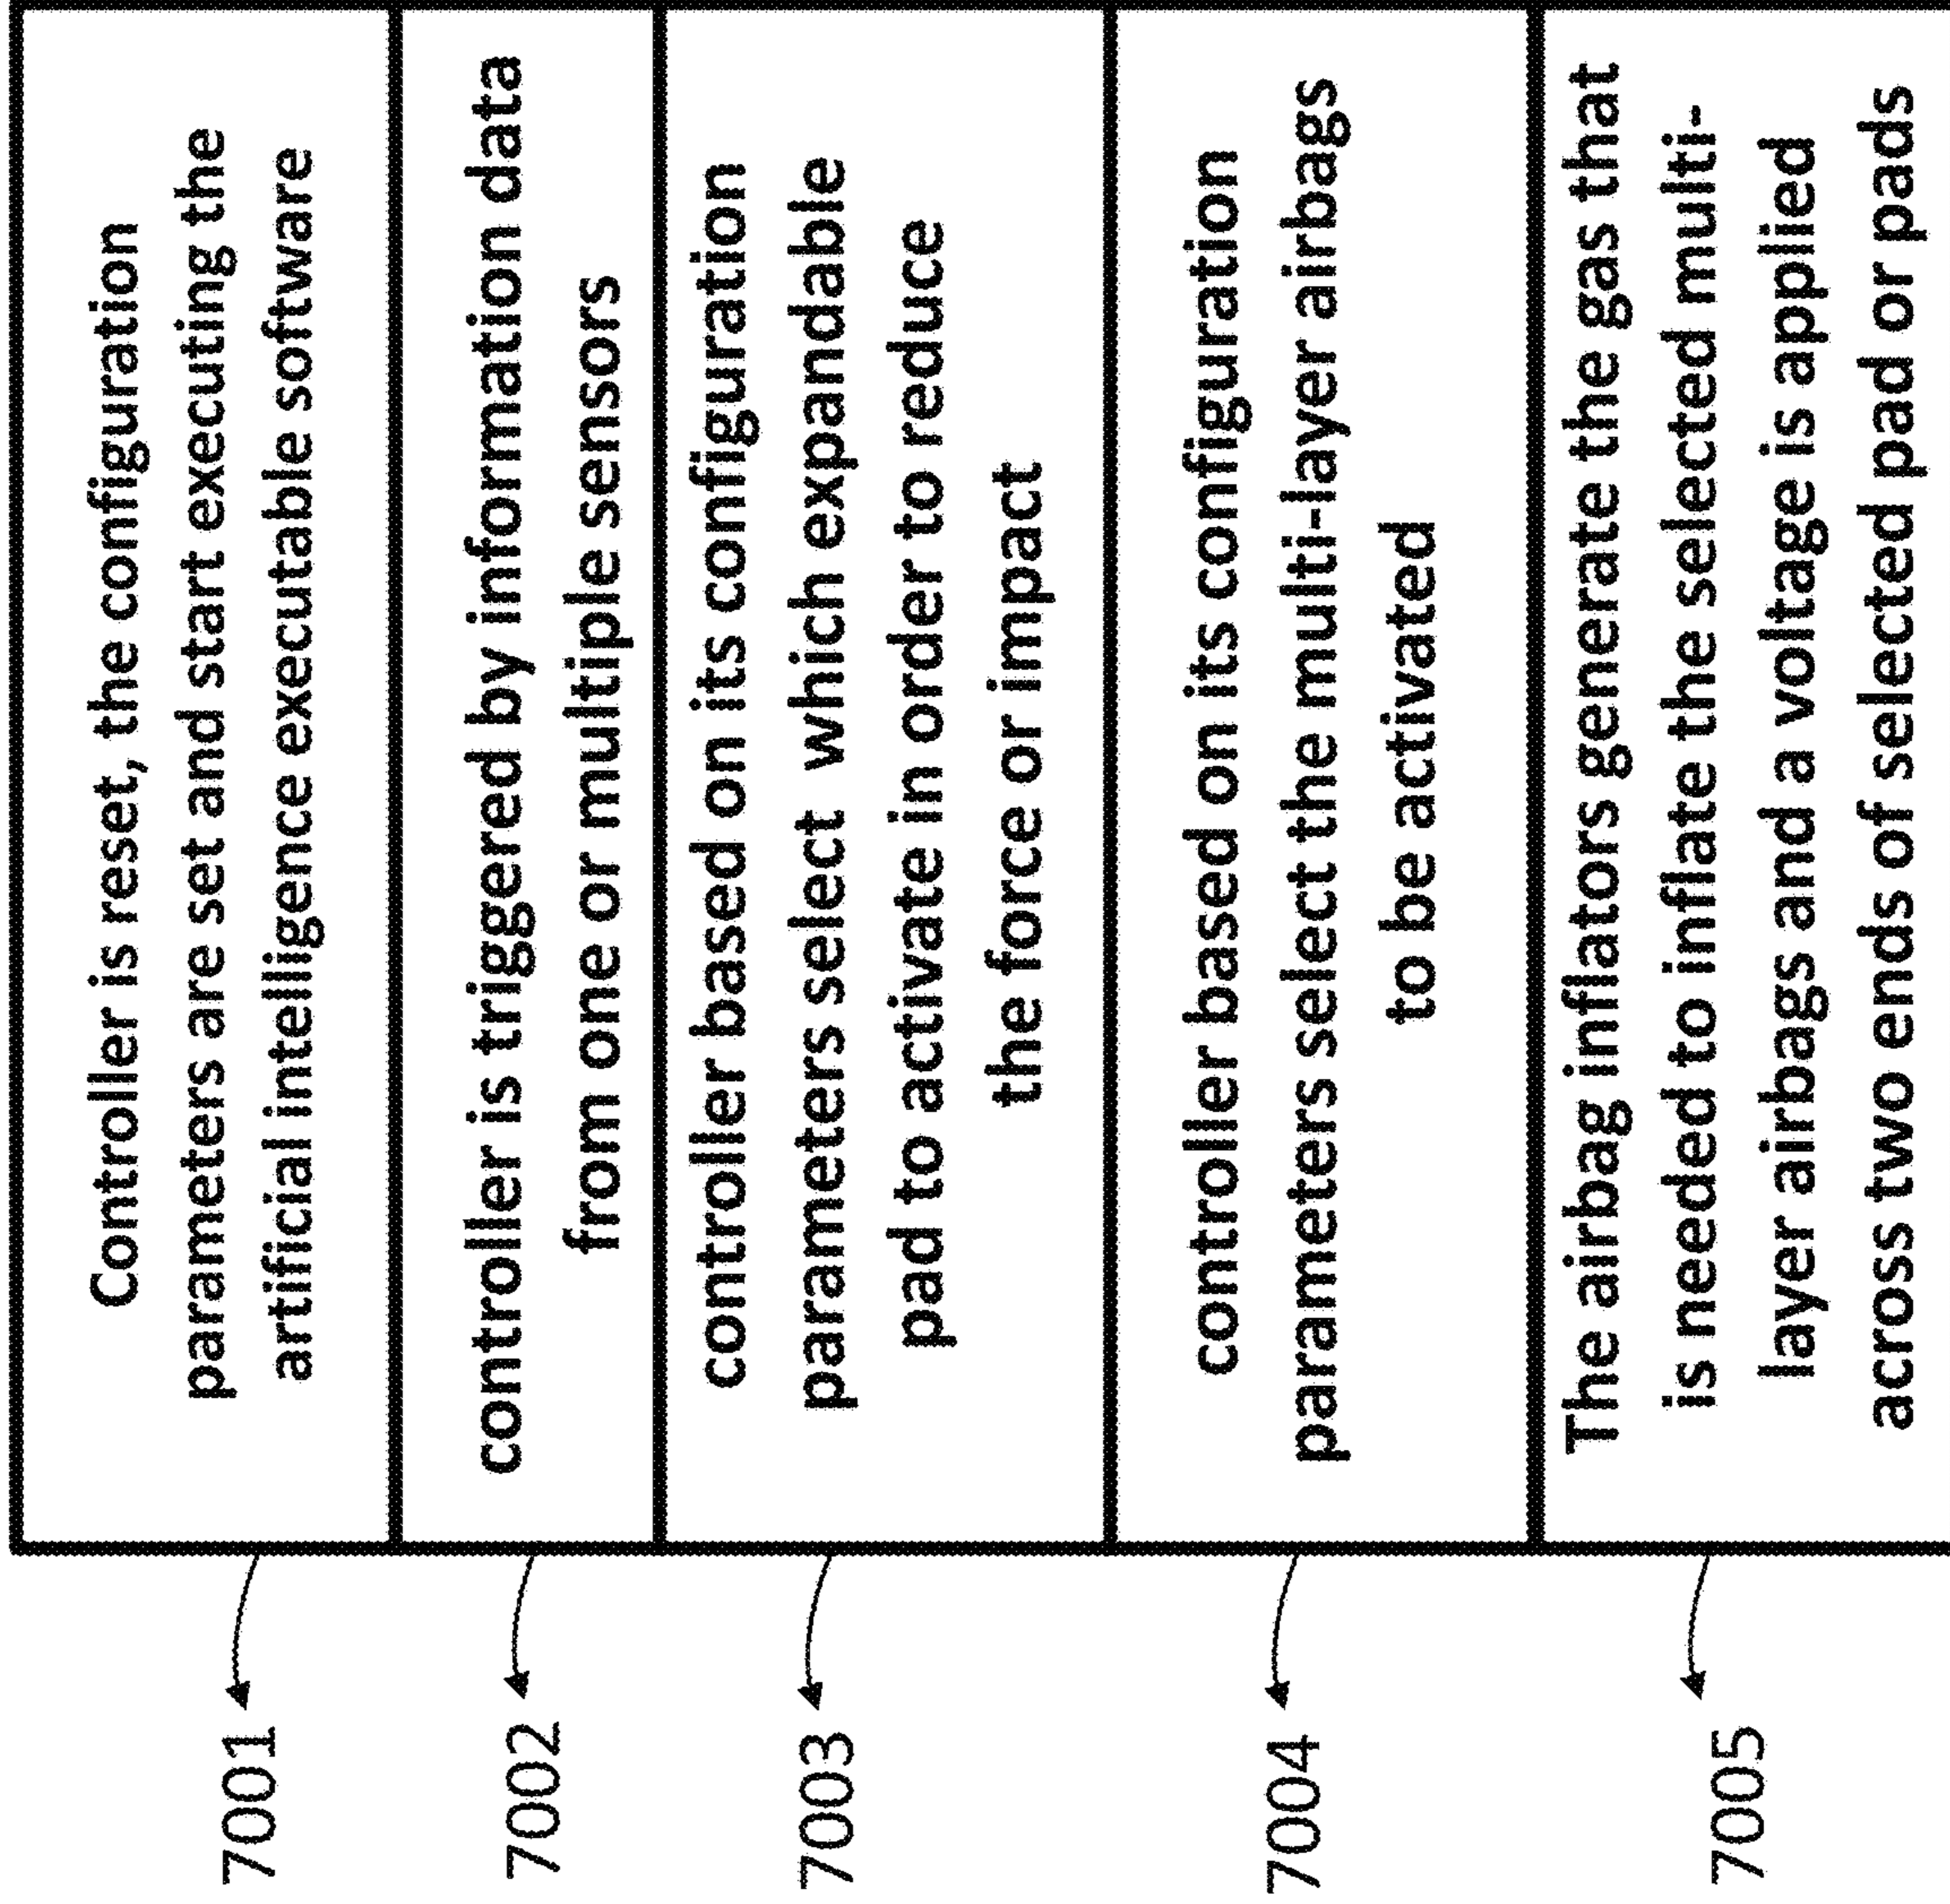 7001
Controller is reset, the configuration
parameters are set and start executing the
artificial intelligence executable software
7002
controller is triggered by information data
from one or multiple sensors
7003
controller based on its configuration
parameters select which expandable
pad to activate in order to reduce
the force or impact
7004
controller based on its configuration
parameters select the multi-layer airbags
to be activated
7005
The airbag inflators generate the gas that
is needed to inflate the selected multi-
layer airbags and a voltage is applied
across two ends of selected pad or pads